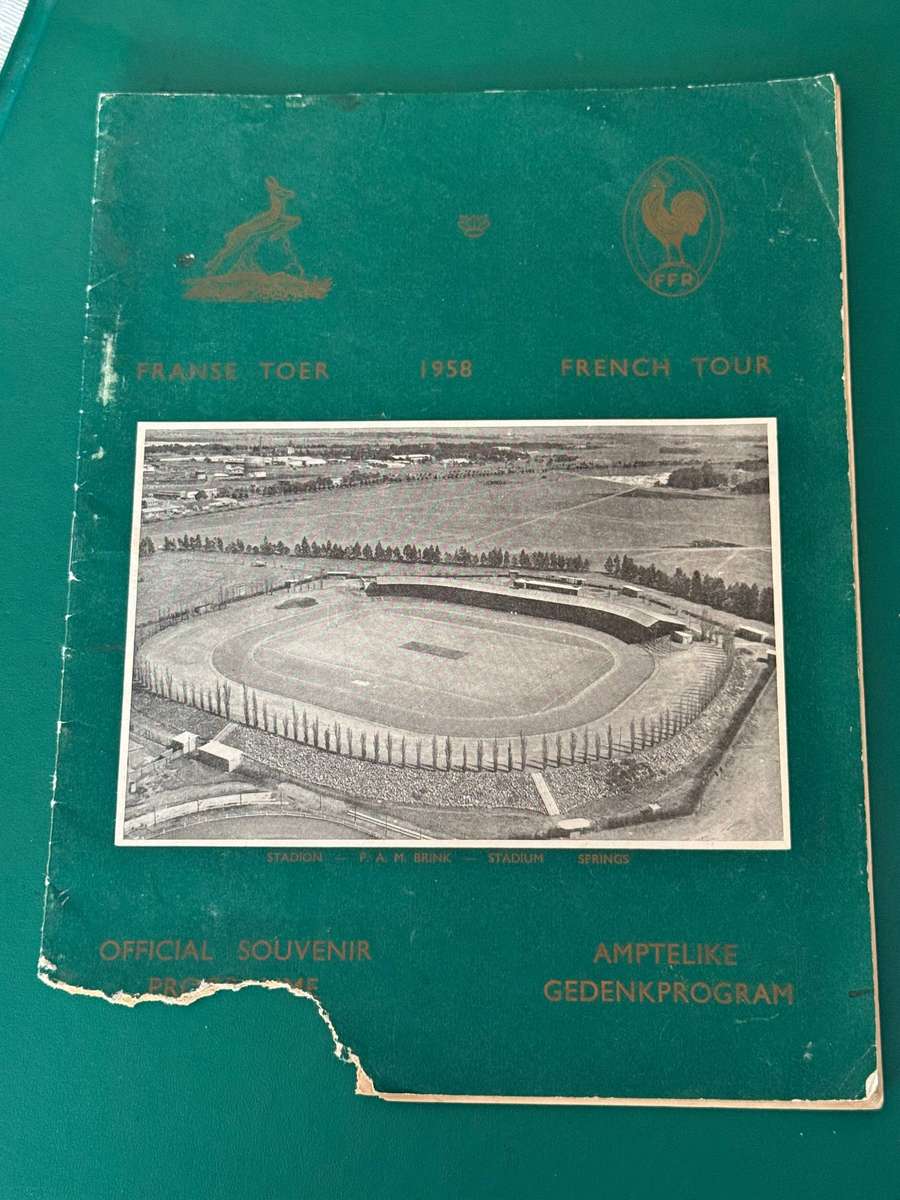 FFR
FRANSE TOER 1958 FRENCH TOUR
STADION — P. A. M. BRINK — STADIUM SPRINGS
OFFICIAL SOUVENIR
AMPTELIKE
GEDENKPROGRAM